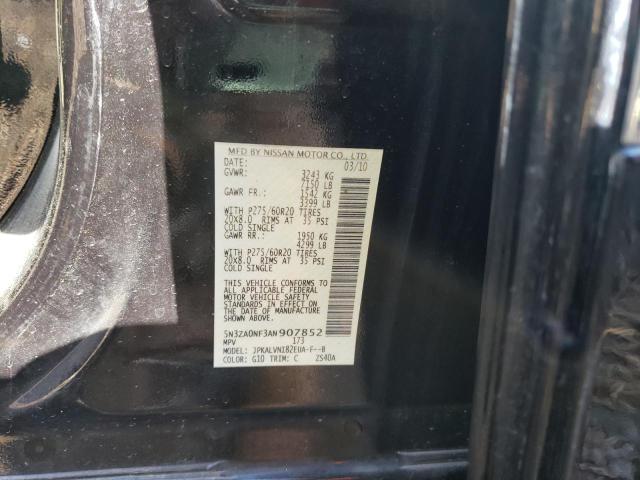 MFD BY NISSAN MOTOR CO., LTD.
DATE: 03/10
GVWR: 3243 KG
7150 LB
GAWR FR.: 1542 KG
3399 LB
WITH P275/60R20 TIRES
20X8.0 RIMS AT 35 PSI
COLD SINGLE
GAWR RR.: 1950 KG
4299 LB
WITH P275/60R20 TIRES
20X8.0 RIMS AT 35 PSI
COLD SINGLE
THIS VEHICLE CONFORMS TO
ALL APPLICABLE FEDERAL
MOTOR VEHICLE SAFETY
STANDARDS IN EFFECT ON
THE DATE OF MANUFACTURE
SHOWN ABOVE.
5N3ZA0NF3AN907852
MPV 173
MODEL: JPKALVNI82EUA-F--B
COLOR: G10 TRIM: C ZS40A